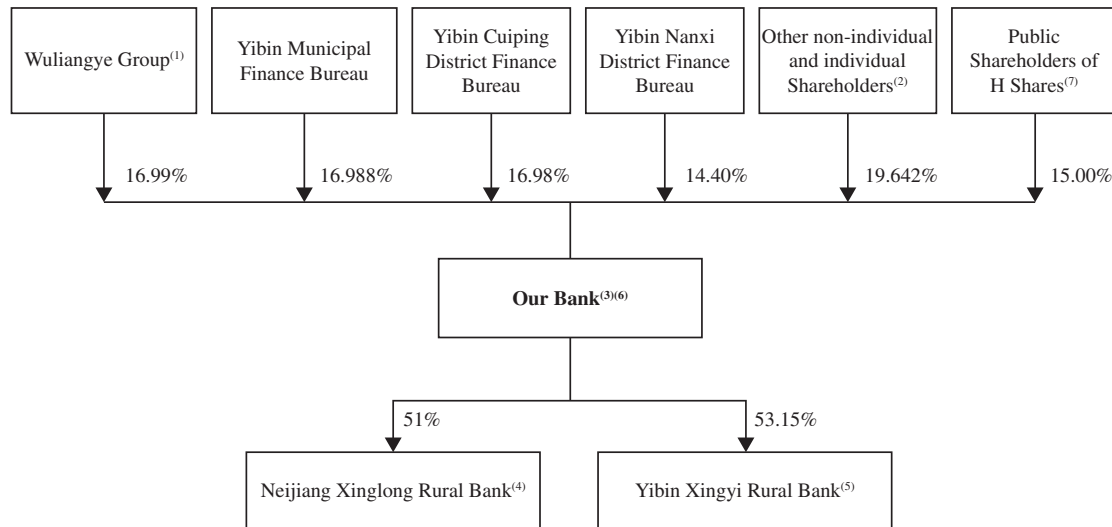 Wuliangye Group(1)
Yibin Municipal
Finance Bureau
Yibin Cuiping
District Finance
Bureau
Yibin Nanxi
District Finance
Bureau
Other non-individual
and individual
Shareholders(2)
Public
Shareholders of
H Shares(7)
16.99%
16.988%
16.98%
14.40%
19.642%
15.00%
Our Bank(3)(6)
51%
53.15%
Neijiang Xinglong Rural Bank(4)
Yibin Xingyi Rural Bank(5)